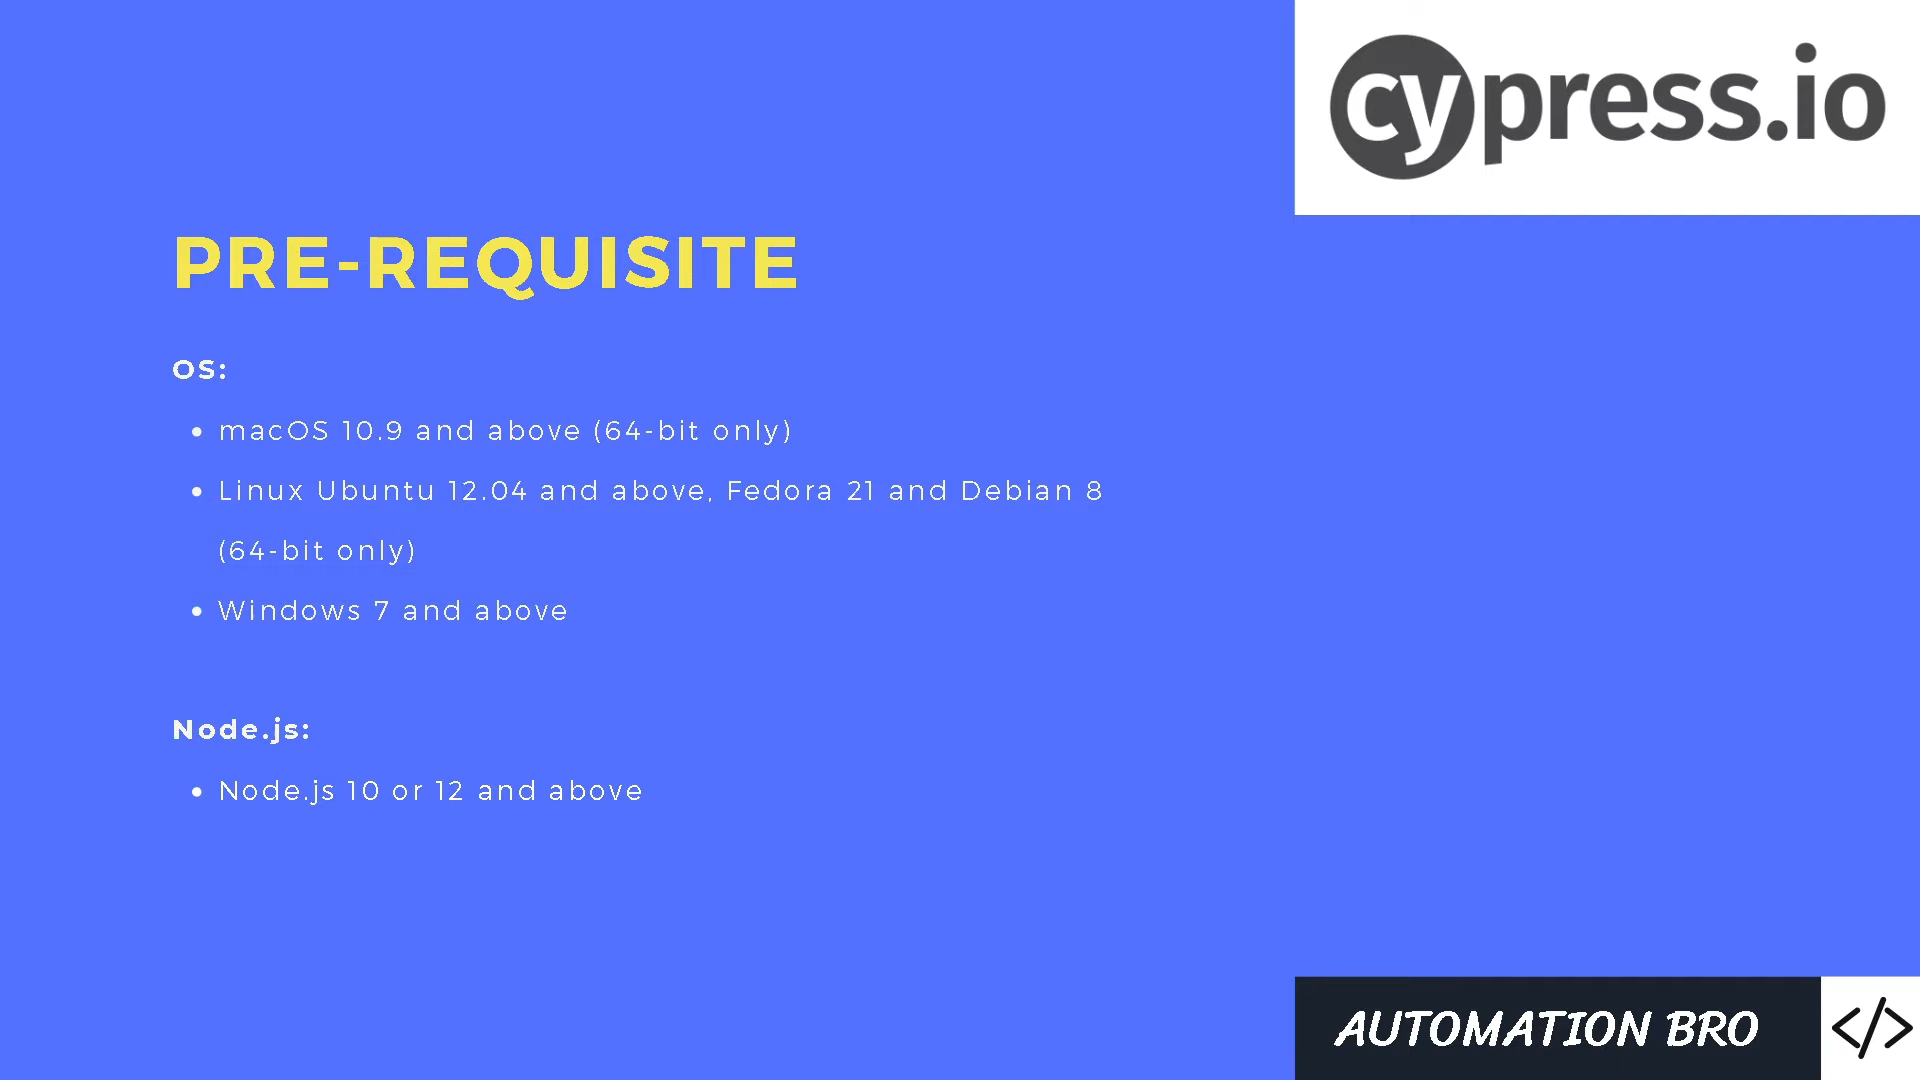 cypress.io
PRE-REQUISITE
OS:
• macOS 10.9 and above (64-bit only)
• Linux Ubuntu 12.04 and above, Fedora 21 and Debian 8
(64-bit only)
• Windows 7 and above
Node.js:
• Node.js 10 or 12 and above
AUTOMATION BRO </>